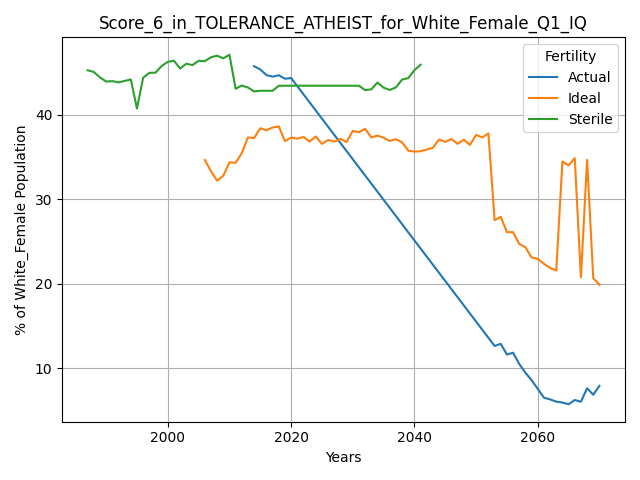 Score_6_in_TOLERANCE_ATHEIST_for_White_Female_Q1_IQ
% of White_Female Population
40
30
20
10
Fertility
Actual
Ideal
Sterile
2000
2020
2040
2060
Years